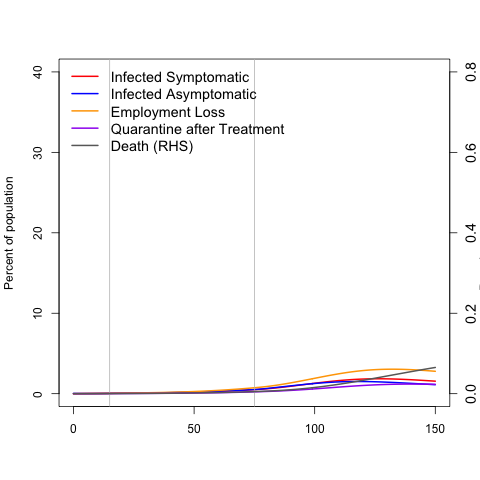 Infected Symptomatic
Infected Asymptomatic
Employment Loss
Quarantine after Treatment
Death (RHS)
Percent of population
40
30
20
10
0
0.8
0.6
0.4
0.2
0.0
0
50
100
150